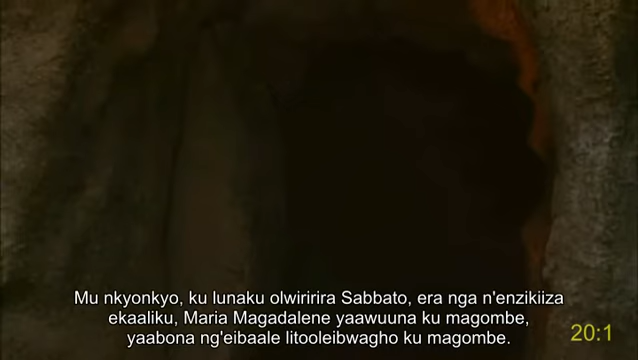 Mu nkyonkyo, ku lunaku olwiririra Sabbato, era nga n'enzikiiza
ekaaliku, Maria Magadalene yaawuuna ku magombe,
yaabona ng'eibaale litooleibwagho ku magombe.
20:1